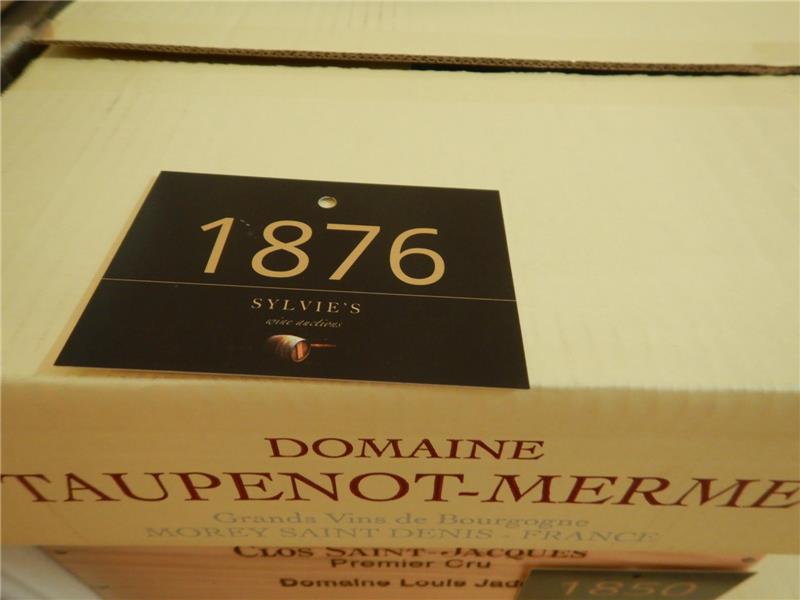 1876
SYLVIE'S
wine auctions
DOMAINE
TAUPENOT-MERME
Grands Vins de Bourgogne
MOREY SAINT DENIS - FRANCE
CLOS SAINT-JACQUES
Premier Cru
Domaine Louis Jad
1850